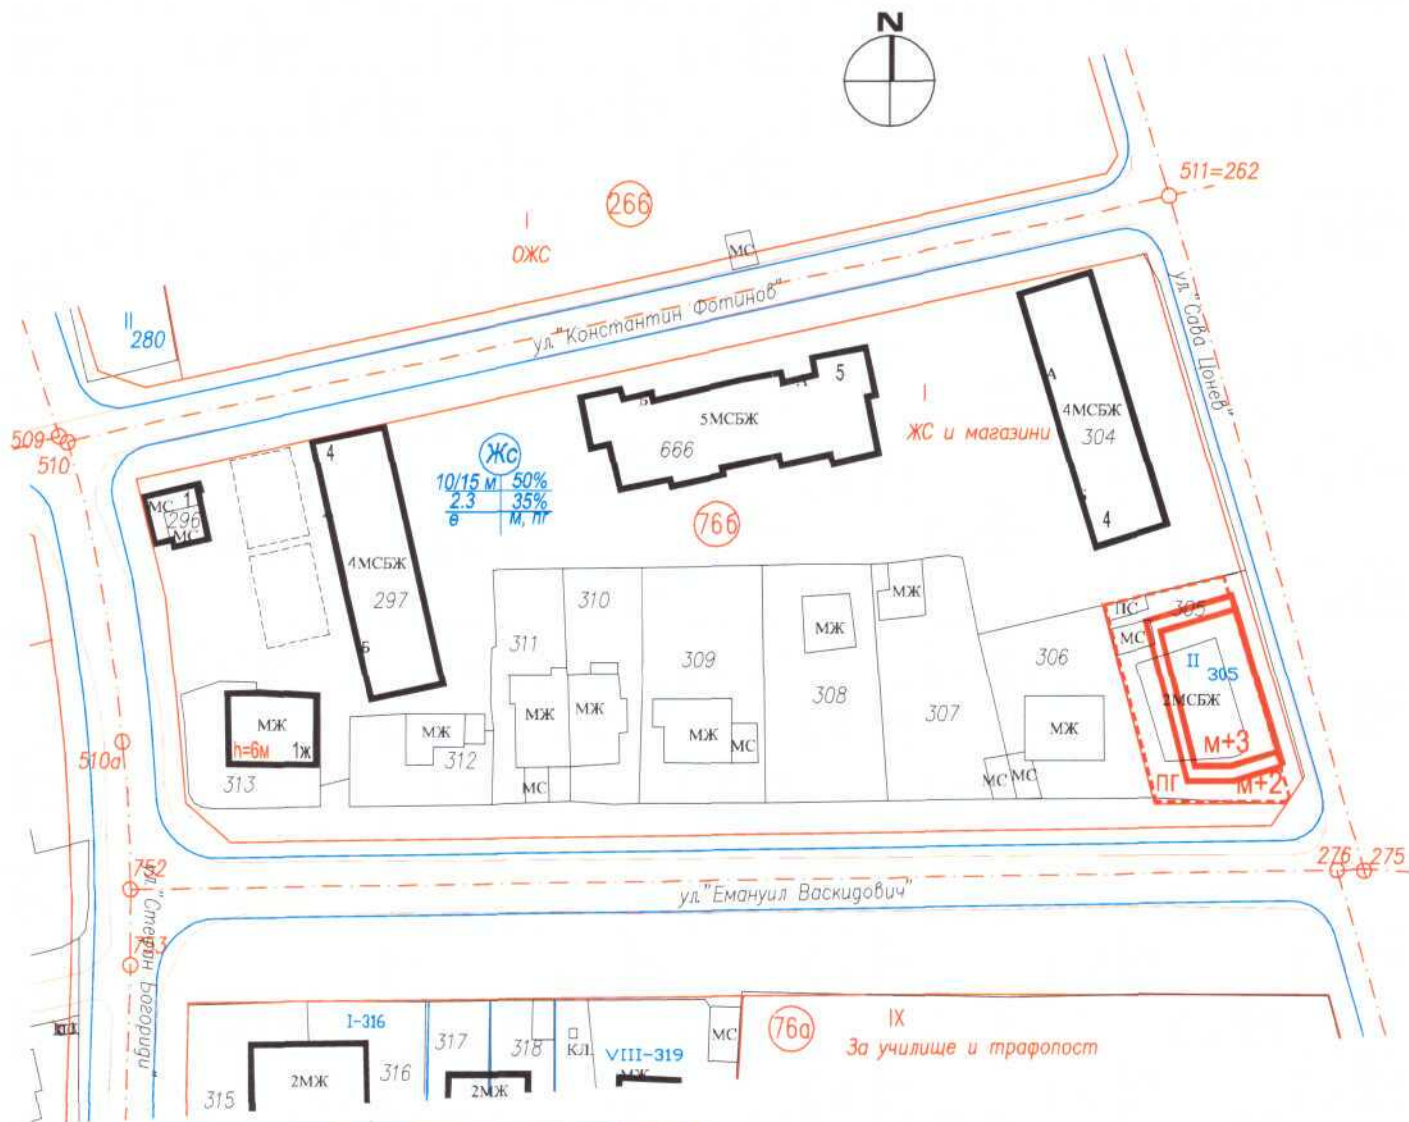 N
511=262
266
I
ОЖС
МС
ул."Константин Фотинов"
ул."Сава Цонев"
II
280
509
510
4
МС
1
296
МС
4МСБЖ
297
Б
Жс
10/15 м 50%
2.3 35%
е м, пг
Б
А
5
5МСБЖ
666
I
ЖС и магазини
766
А
4МСБЖ
304
Б
4
311
310
309
МЖ
308
МЖ
307
306
ПС
305
МС
II
305
2МСБЖ
м+3
ПГ
м+2
МЖ
h=6м
1ж
313
510а
МЖ
312
МЖ
МЖ
МС
МЖ
МС
МЖ
МС
МС
752
276
275
ул."Емануил Васкидович"
753
ул."Стефан Богориди"
I-316
316
315
2МЖ
317
318
2МЖ
КЛ.
VIII-319
МЖ
МС
76а
IX
За училище и трафопост